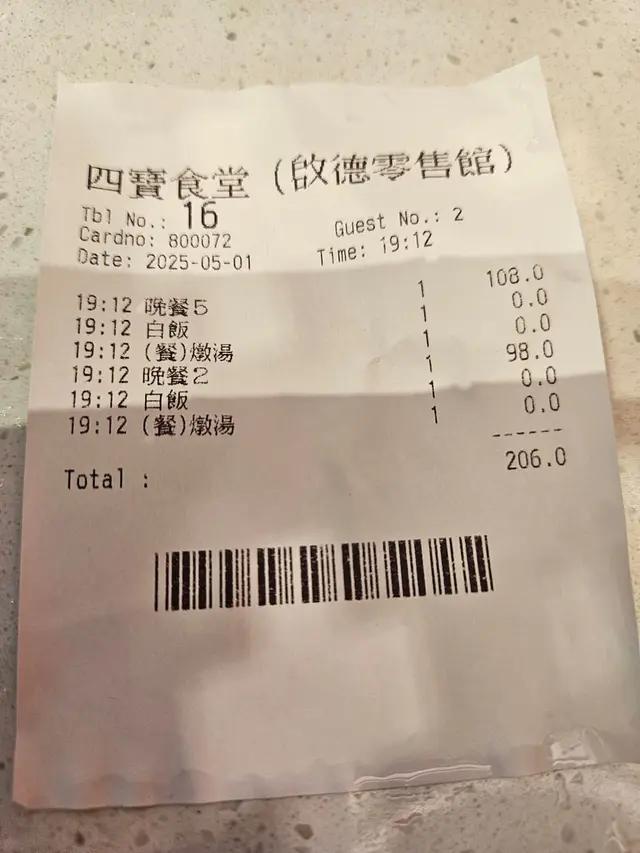 四寶食堂 (啟德零售館)
Tbl No.: 16 Guest No.: 2
Cardno: 800072 Time: 19:12
Date: 2025-05-01
19:12 晚餐5 1 108.0
19:12 白飯 1 0.0
19:12 (餐)燉湯 1 0.0
19:12 晚餐2 1 98.0
19:12 白飯 1 0.0
19:12 (餐)燉湯 1 0.0
------
Total : 206.0